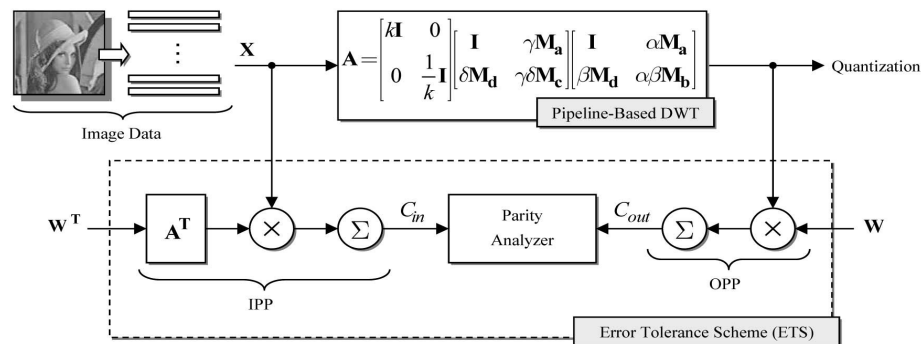 X
A = [kI 0; 0 1/k I] [I γMa; δMd γδMc] [I αMa; βMd αβMb]
Quantization
Pipeline-Based DWT
Image Data
W^T
A^T
×
Σ
C_in
Parity
Analyzer
C_out
Σ
×
W
IPP
OPP
Error Tolerance Scheme (ETS)